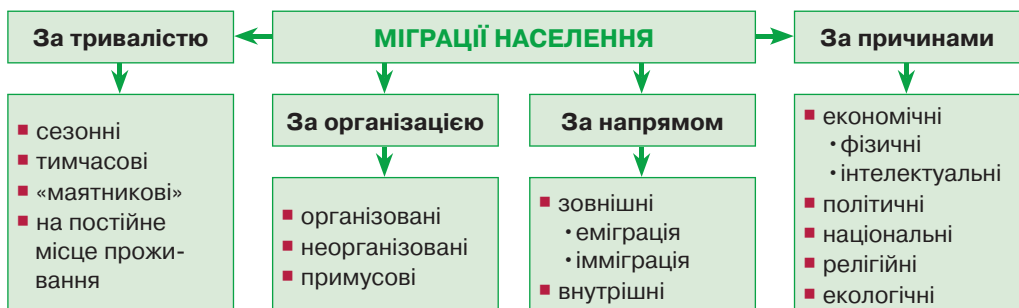 МІГРАЦІЇ НАСЕЛЕННЯ
За тривалістю
■ сезонні
■ тимчасові
■ «маятникові»
■ на постійне
місце прожи-
вання
За організацією
■ організовані
■ неорганізовані
■ примусові
За напрямом
■ зовнішні
• еміграція
• імміграція
■ внутрішні
За причинами
■ економічні
• фізичні
• інтелектуальні
■ політичні
■ національні
■ релігійні
■ екологічні